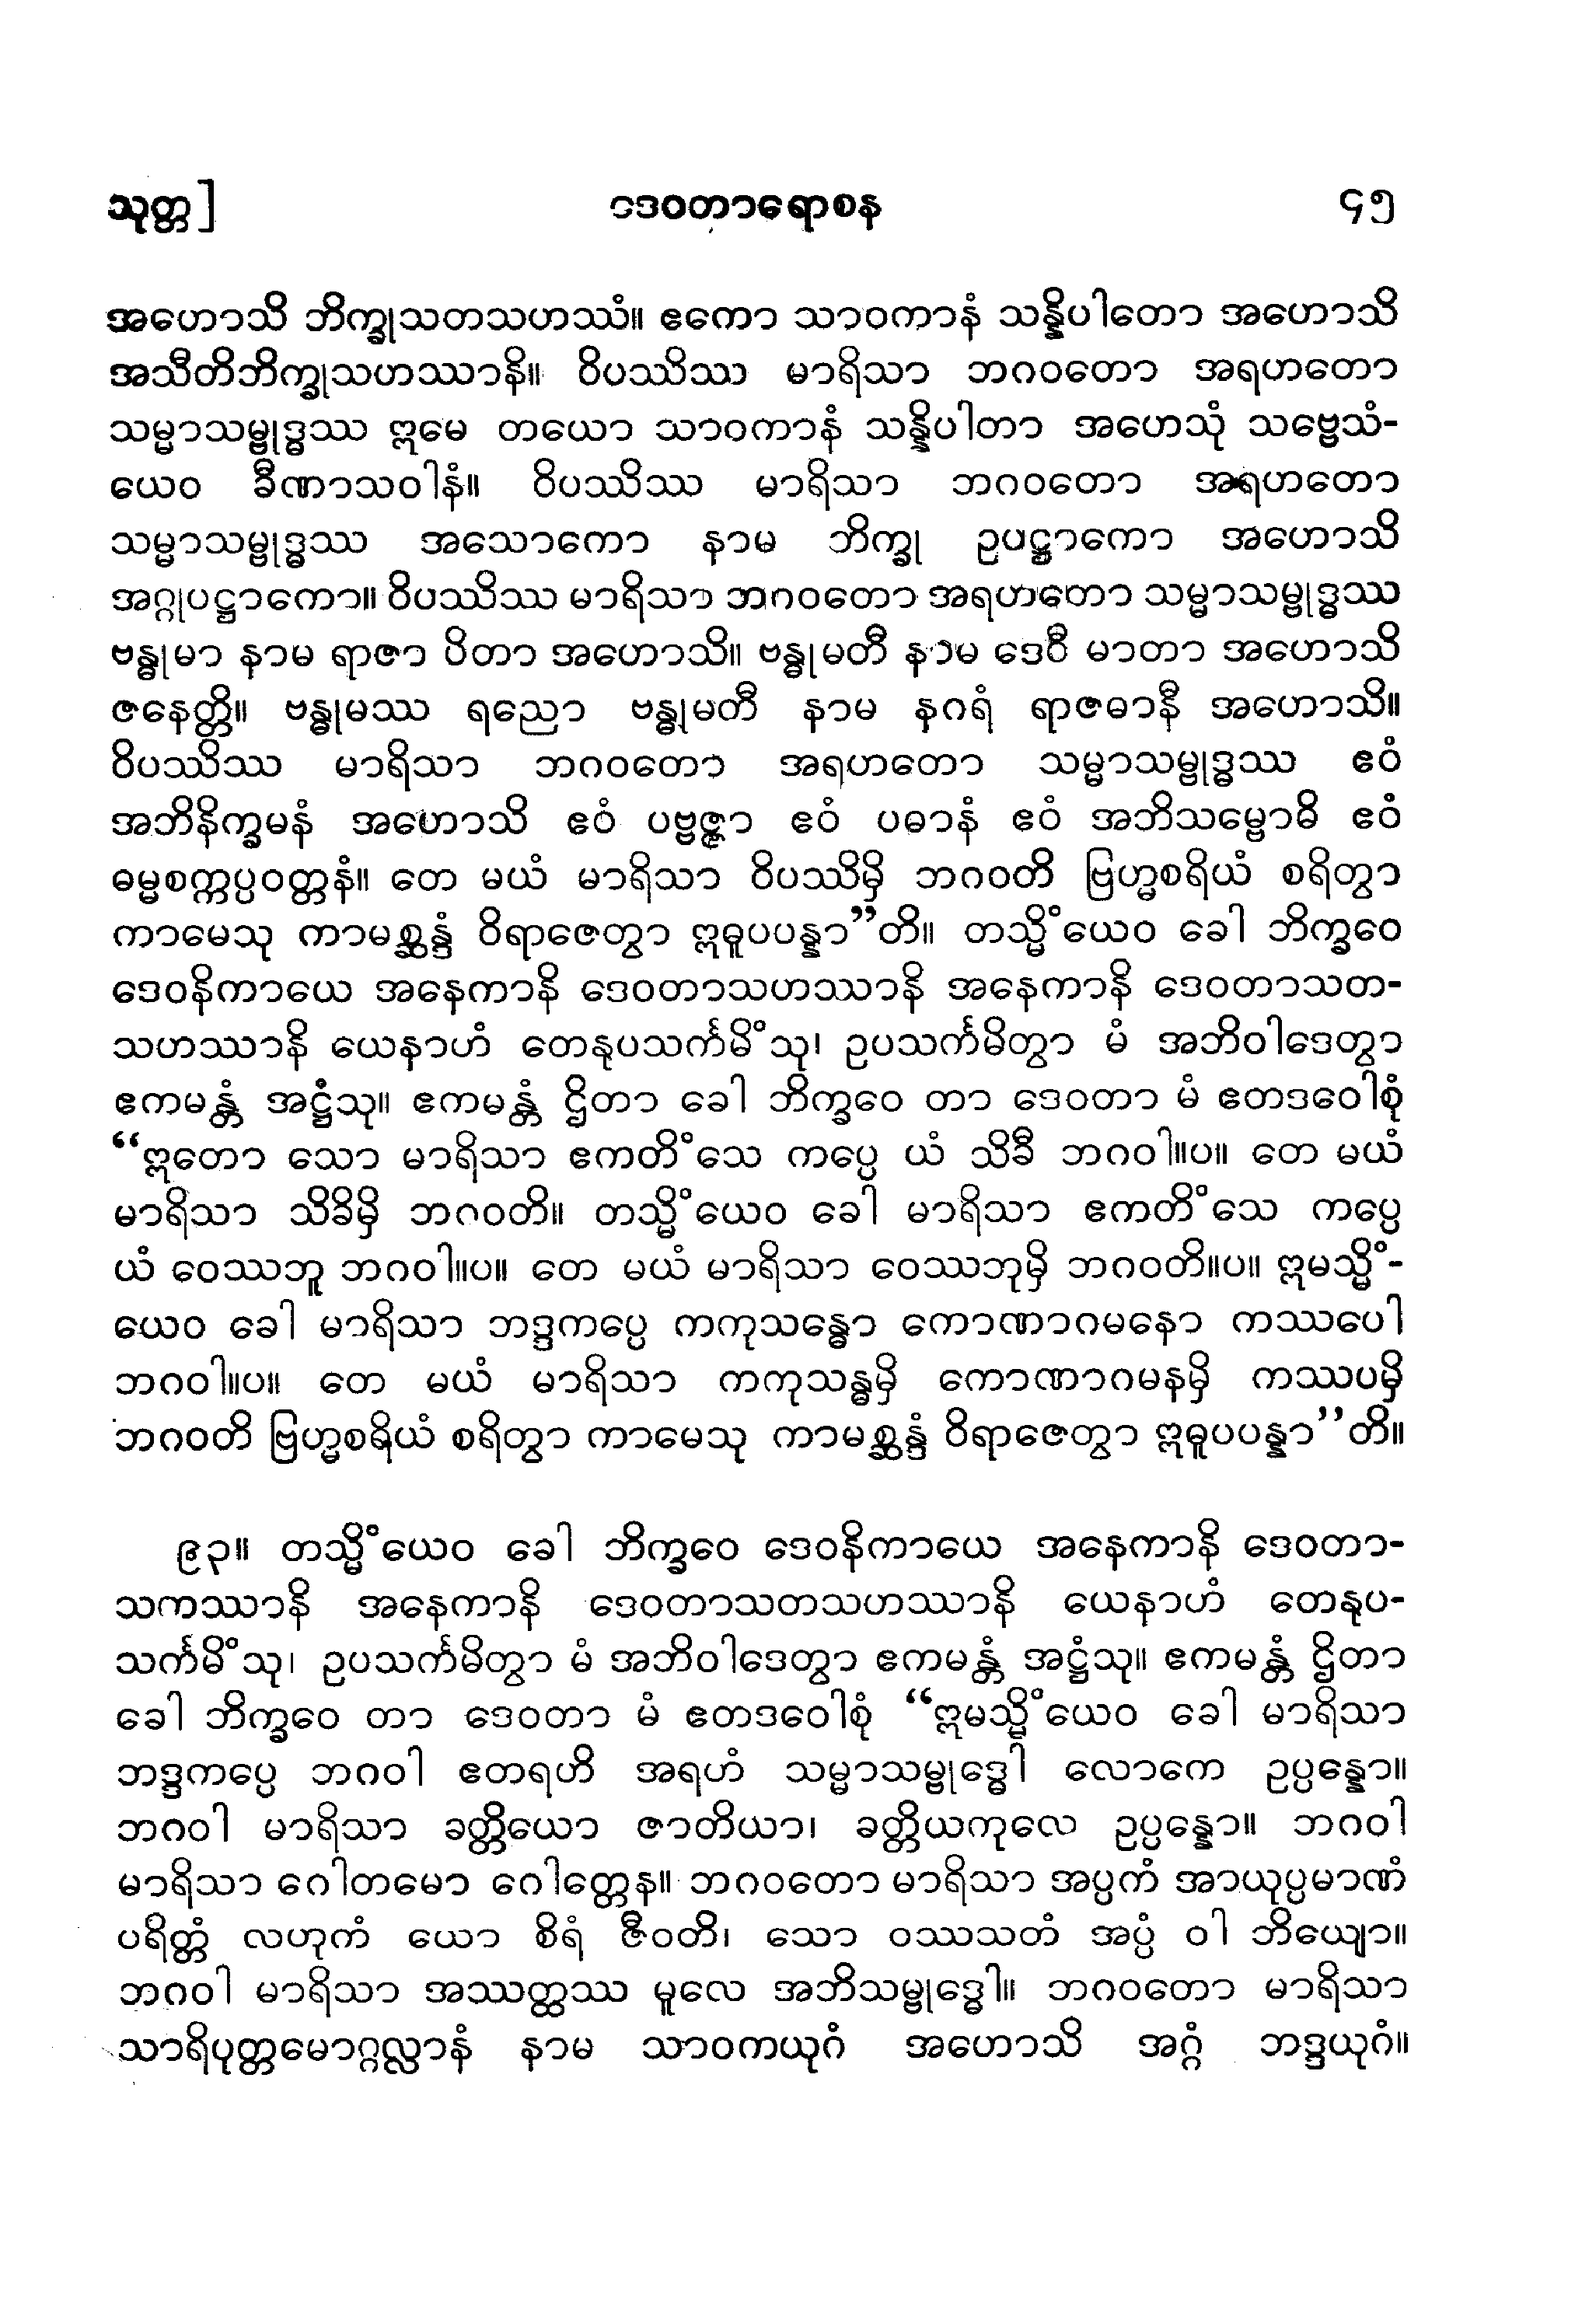 သုတ္တ]	ဒေဝတာရောစန	၄၅
အဟောသိ ဘိက္ခုသတသဟဿံ။ ဧကော သာဝကာနံ သန္နိပါတော အဟောသိ
အသီတိဘိက္ခုသဟဿာနိ။ ဝိပဿိဿ မာရိသာ ဘဂဝတော အရဟတော
သမ္မာသမ္ဗုဒ္ဓဿ ဣမေ တယော သာဝကာနံ သန္နိပါတာ အဟေသုံ သဗ္ဗေသံ-
ယေဝ ခီဏာသဝါနံ။ ဝိပဿိဿ မာရိသာ ဘဂဝတော အရဟတော
သမ္မာသမ္ဗုဒ္ဓဿ အသောကော နာမ ဘိက္ခု ဥပဋ္ဌာကော အဟောသိ
အဂ္ဂုပဋ္ဌာကော။ ဝိပဿိဿ မာရိသာ ဘဂဝတော အရဟတော သမ္မာသမ္ဗုဒ္ဓဿ
ဗန္ဓုမာ နာမ ရာဇာ ပိတာ အဟောသိ။ ဗန္ဓုမတီ နာမ ဒေဝီ မာတာ အဟောသိ
ဇနေတ္တိ။ ဗန္ဓုမဿ ရညော ဗန္ဓုမတီ နာမ နဂရံ ရာဇဓာနီ အဟောသိ။
ဝိပဿိဿ မာရိသာ ဘဂဝတော အရဟတော သမ္မာသမ္ဗုဒ္ဓဿ ဧဝံ
အဘိနိက္ခမနံ အဟောသိ ဧဝံ ပဗ္ဗဇ္ဇာ ဧဝံ ပဓာနံ ဧဝံ အဘိသမ္ဗောဓိ ဧဝံ
ဓမ္မစက္ကပ္ပဝတ္တနံ။ တေ မယံ မာရိသာ ဝိပဿိမှိ ဘဂဝတိ ဗြဟ္မစရိယံ စရိတွာ
ကာမေသု ကာမစ္ဆန္ဒံ ဝိရာဇေတွာ ဣဓူပပန္နာ”တိ။ တသ္မိံယေဝ ခေါ ဘိက္ခဝေ
ဒေဝနိကာယေ အနေကာနိ ဒေဝတာသဟဿာနိ အနေကာနိ ဒေဝတာသတ-
သဟဿာနိ ယေနာဟံ တေနုပသင်္ကမိံသု၊ ဥပသင်္ကမိတွာ မံ အဘိဝါဒေတွာ
ဧကမန္တံ အဋ္ဌံသု။ ဧကမန္တံ ဌိတာ ခေါ ဘိက္ခဝေ တာ ဒေဝတာ မံ ဧတဒဝေါစုံ
“ဣတော သော မာရိသာ ဧကတိံသေ ကပ္ပေ ယံ သိခီ ဘဂဝါ။ပ။ တေ မယံ
မာရိသာ သိခိမှိ ဘဂဝတိ။ တသ္မိံယေဝ ခေါ မာရိသာ ဧကတိံသေ ကပ္ပေ
ယံ ဝေဿဘူ ဘဂဝါ။ပ။ တေ မယံ မာရိသာ ဝေဿဘုမှိ ဘဂဝတိ။ပ။ ဣမသ္မိံ-
ယေဝ ခေါ မာရိသာ ဘဒ္ဒကပ္ပေ ကကုသန္ဓော ကောဏာဂမနော ကဿပေါ
ဘဂဝါ။ပ။ တေ မယံ မာရိသာ ကကုသန္ဓမှိ ကောဏာဂမနမှိ ကဿပမှိ
ဘဂဝတိ ဗြဟ္မစရိယံ စရိတွာ ကာမေသု ကာမစ္ဆန္ဒံ ဝိရာဇေတွာ ဣဓူပပန္နာ”တိ။
၉၃။ တသ္မိံယေဝ ခေါ ဘိက္ခဝေ ဒေဝနိကာယေ အနေကာနိ ဒေဝတာ-
သကဿာနိ အနေကာနိ ဒေဝတာသတသဟဿာနိ ယေနာဟံ တေနုပ-
သင်္ကမိံသု၊ ဥပသင်္ကမိတွာ မံ အဘိဝါဒေတွာ ဧကမန္တံ အဋ္ဌံသု။ ဧကမန္တံ ဌိတာ
ခေါ ဘိက္ခဝေ တာ ဒေဝတာ မံ ဧတဒဝေါစုံ “ဣမသ္မိံယေဝ ခေါ မာရိသာ
ဘဒ္ဒကပ္ပေ ဘဂဝါ ဧတရဟိ အရဟံ သမ္မာသမ္ဗုဒ္ဓေါ လောကေ ဥပ္ပန္နော။
ဘဂဝါ မာရိသာ ခတ္တိယော ဇာတိယာ၊ ခတ္တိယကုလေ ဥပ္ပန္နော။ ဘဂဝါ
မာရိသာ ဂေါတမော ဂေါတ္တေန။ ဘဂဝတော မာရိသာ အပ္ပကံ အာယုပ္ပမာဏံ
ပရိတ္တံ လဟုကံ ယော စိရံ ဇီဝတိ၊ သော ဝဿသတံ အပ္ပံ ဝါ ဘိယျော။
ဘဂဝါ မာရိသာ အဿတ္ထဿ မူလေ အဘိသမ္ဗုဒ္ဓေါ။ ဘဂဝတော မာရိသာ
သာရိပုတ္တမောဂ္ဂလ္လာနံ နာမ သာဝကယုဂံ အဟောသိ အဂ္ဂံ ဘဒ္ဒယုဂံ။